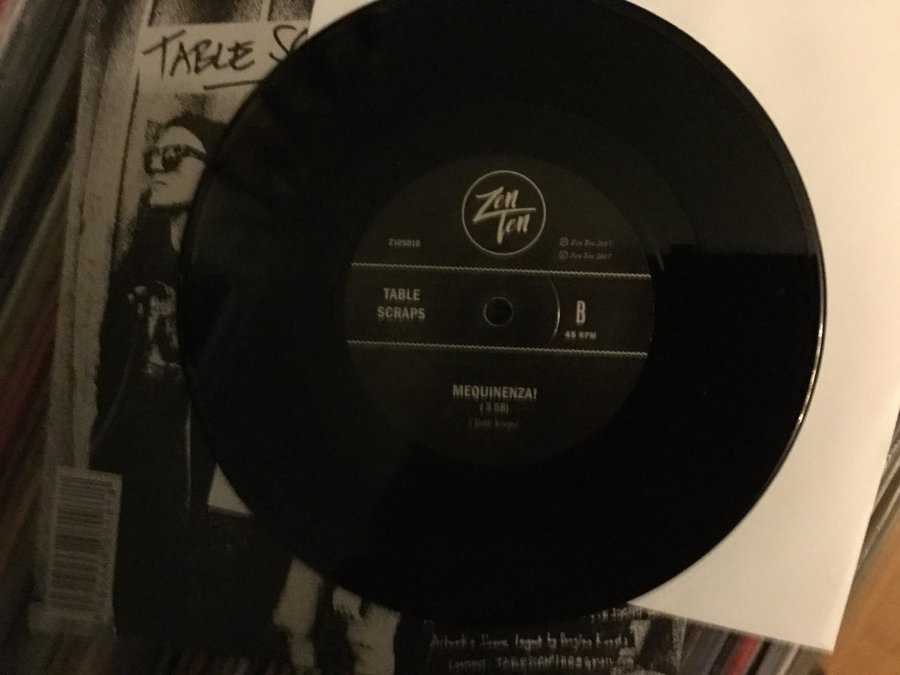 TABLE SC
Zen
Ten
Z10S010
Ⓟ Zen Ten 2017
© Zen Ten 2017
TABLE
SCRAPS
B
45 RPM
MEQUINENZA!
(3.58)
(Table Scraps)